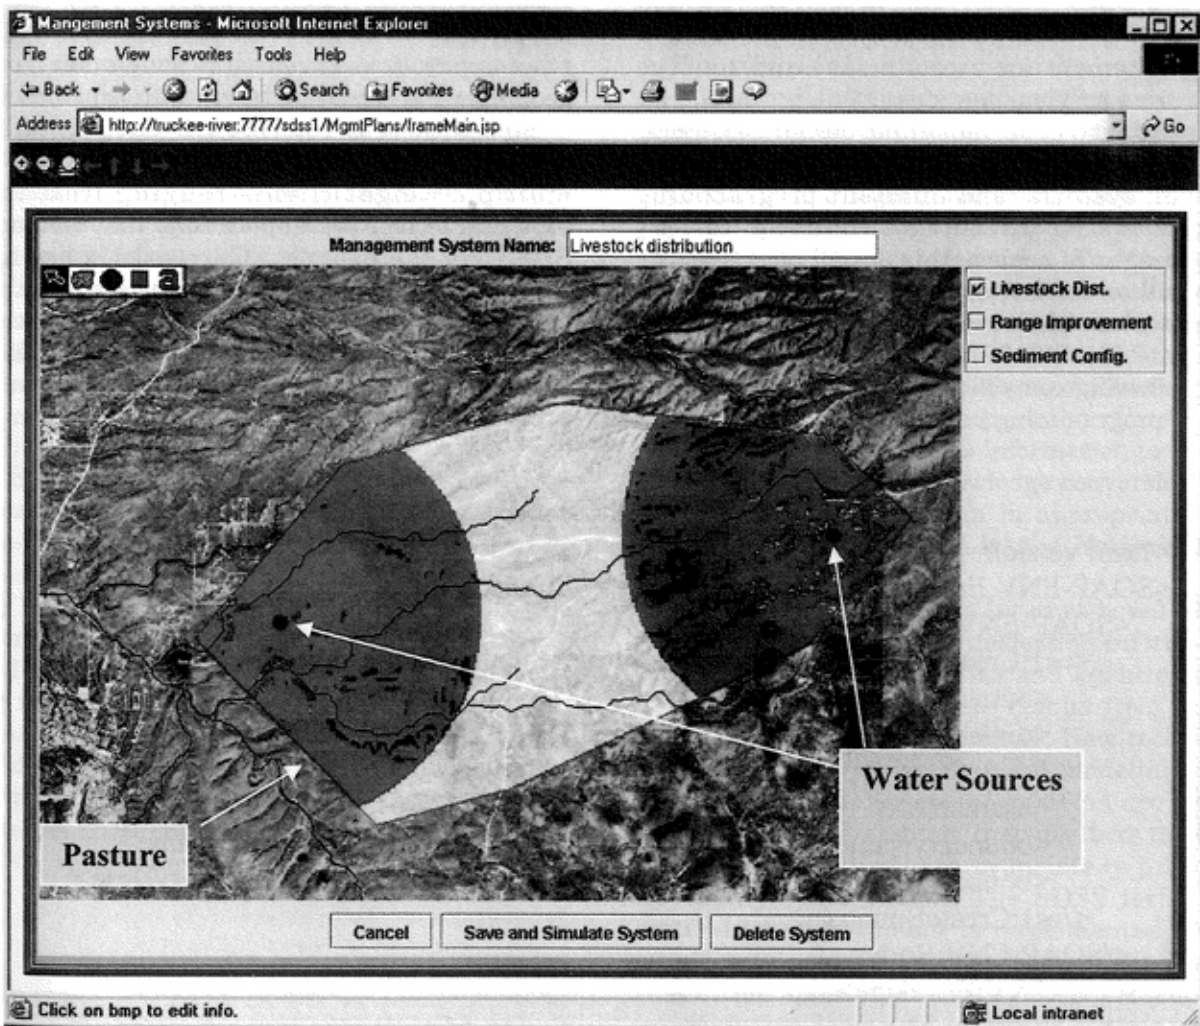 Mangement Systems - Microsoft Internet Explorer
File Edit View Favorites Tools Help
Back Search Favorites Media
Address http://truckee-river:7777/sdss1/MgmtPlans/IrameMain.jsp Go
Management System Name: Livestock distribution
a
Livestock Dist.
Range Improvement
Sediment Config.
Water Sources
Pasture
Cancel Save and Simulate System Delete System
Click on bmp to edit info. Local intranet